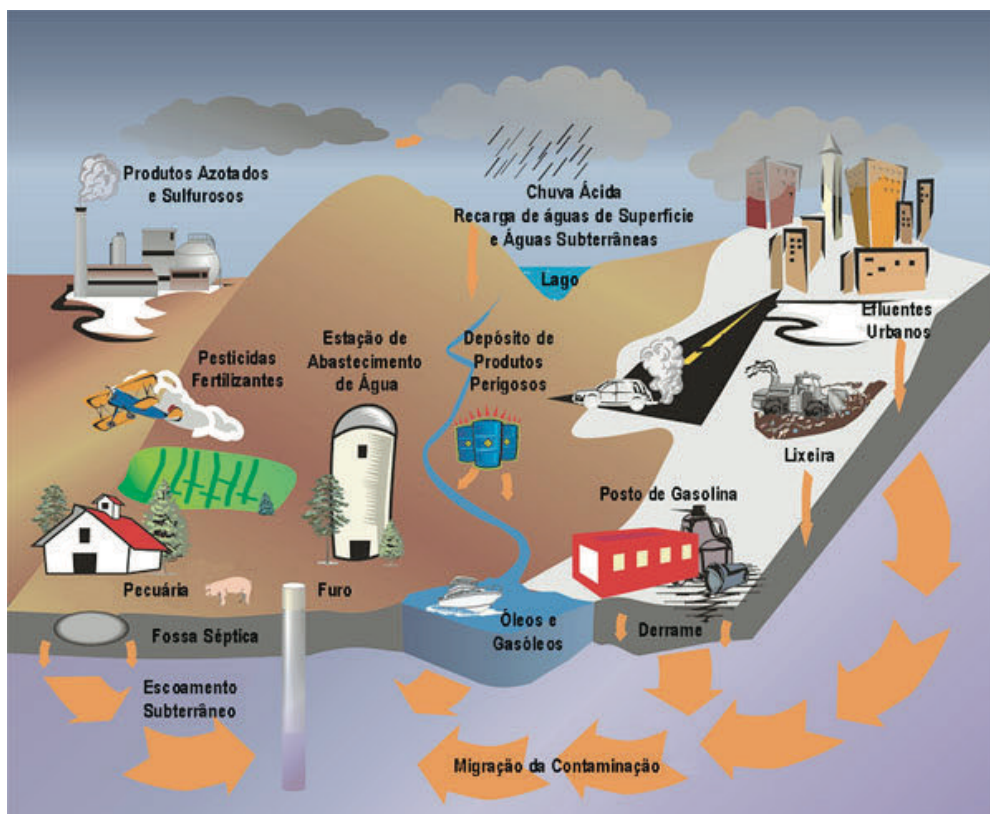 Produtos Azotados
e Sulfurosos
Chuva Ácida
Recarga de águas de Superfície
e Águas Subterrâneas
Lago
Efluentes
Urbanos
Pesticidas
Fertilizantes
Estação de
Abastecimento
de Água
Depósito de
Produtos
Perigosos
Lixeira
Posto de Gasolina
Pecuária
Furo
Fossa Séptica
Óleos e
Gasóleos
Derrame
Escoamento
Subterrâneo
Migração da Contaminação